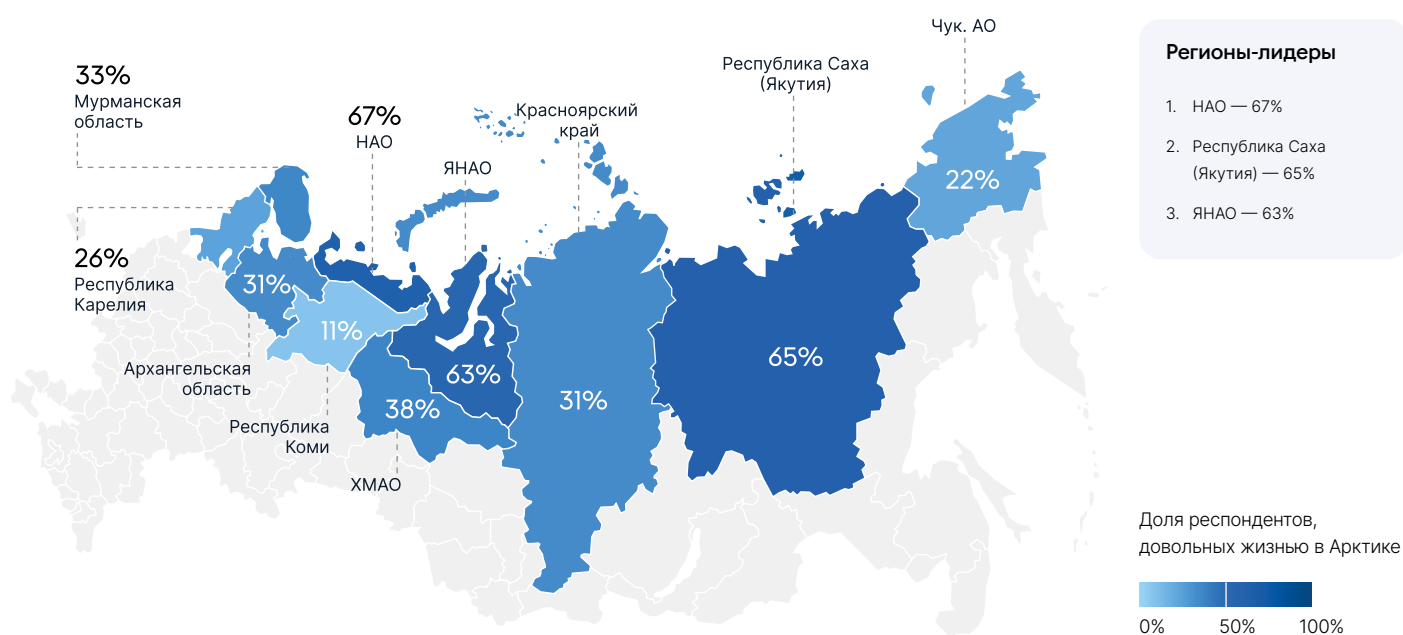 33%
Мурманская
область
26%
Республика
Карелия
31%
Архангельская
область
11%
Республика
Коми
67%
НАО
ЯНАО
63%
38%
ХМАО
Красноярский
край
31%
Республика Саха
(Якутия)
65%
Чук. АО
22%
Регионы-лидеры
1. НАО — 67%
2. Республика Саха
(Якутия) — 65%
3. ЯНАО — 63%
Доля респондентов,
довольных жизнью в Арктике
0% 50% 100%